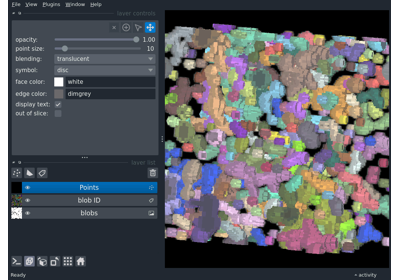 File View Plugins Window Help
layer controls
opacity: 1.00
point size: 10
blending: translucent
symbol: disc
face color: white
edge color: dimgrey
display text:
out of slice:
layer list
Points
blob ID
blobs
Ready
activity